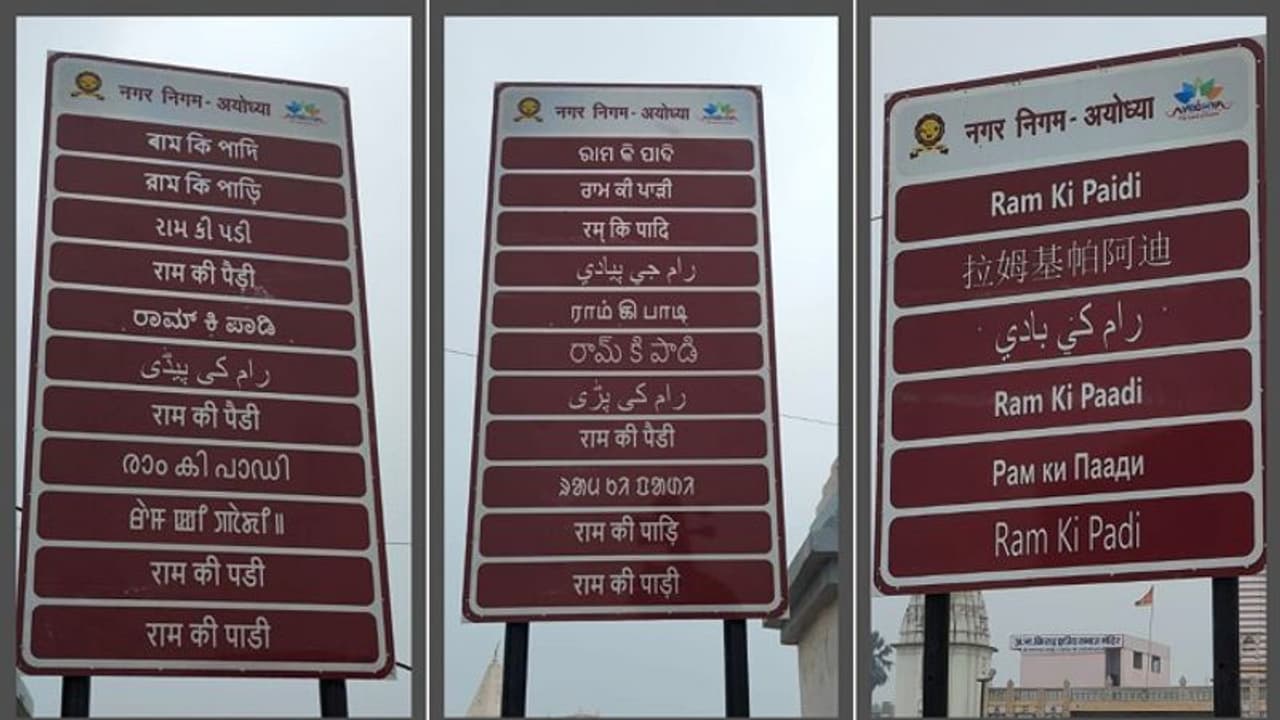 नगर निगम - अयोध्या
ৰাম কি পাদি
রাম কি পাড়ি
રામ કી પડી
राम की पैड़ी
ರಾಮ್ ಕಿ ಪಾಡಿ
رام کی پیڈی
राम की पैडी
രാം കി പാഡി
राम की पडी
राम की पाडी
नगर निगम - अयोध्या
ରାମ କି ପାଦି
ਰਾਮ ਕੀ ਪਾੜੀ
रम् कि पादि
رام جي پيادي
ராம் கி பாடி
రామ్ కి పాడి
رام کی پڑی
राम की पैडी
राम की पाड़ि
राम की पाड़ी
नगर निगम - अयोध्या
AYODHYA
Ram Ki Paidi
拉姆基帕阿迪
رام كي بادي
Ram Ki Paadi
Рам ки Паади
Ram Ki Padi